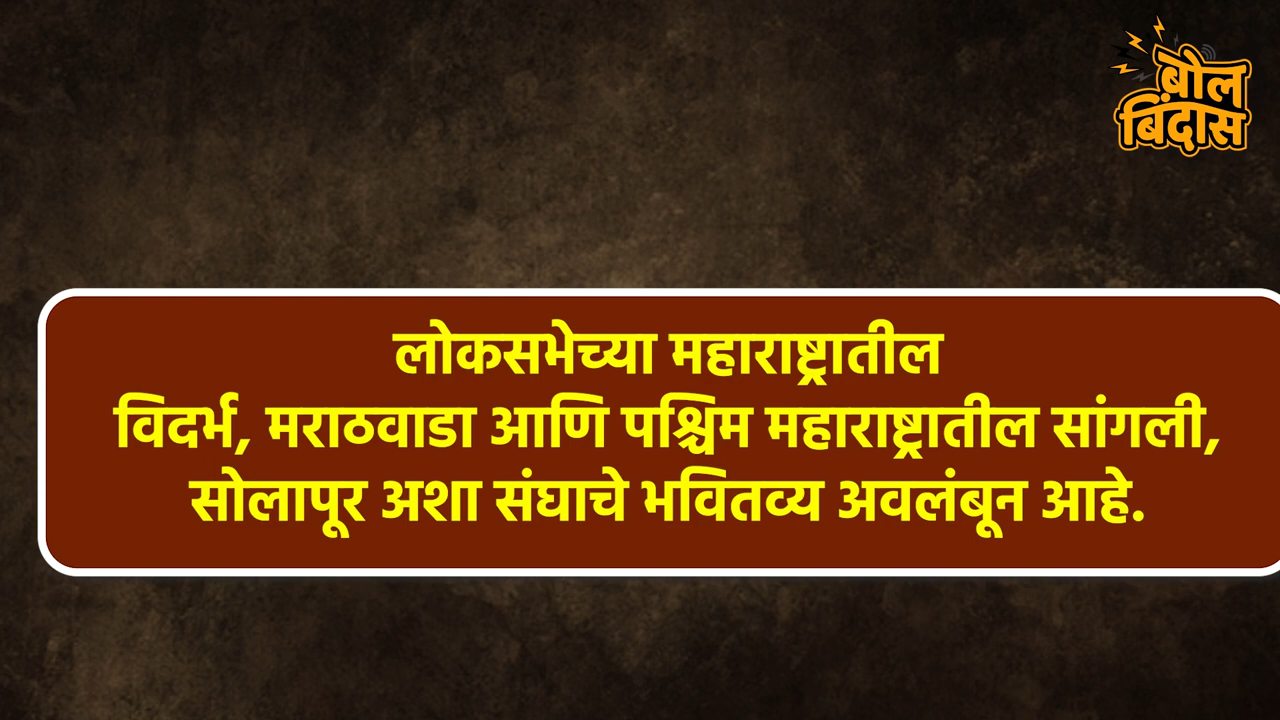 बोल
बिंदास
लोकसभेच्या महाराष्ट्रातील
विदर्भ, मराठवाडा आणि पश्चिम महाराष्ट्रातील सांगली,
सोलापूर अशा संघाचे भवितव्य अवलंबून आहे.